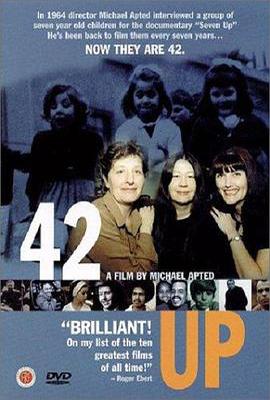 In 1964 director Michael Apted interviewed a group of
seven year old children for the documentary "Seven Up"
He's been back to film them every seven years...
NOW THEY ARE 42.
42
A FILM BY MICHAEL APTED
"BRILLIANT!
On my list of the ten
greatest films
of all time!"
– Roger Ebert
UP
DVD